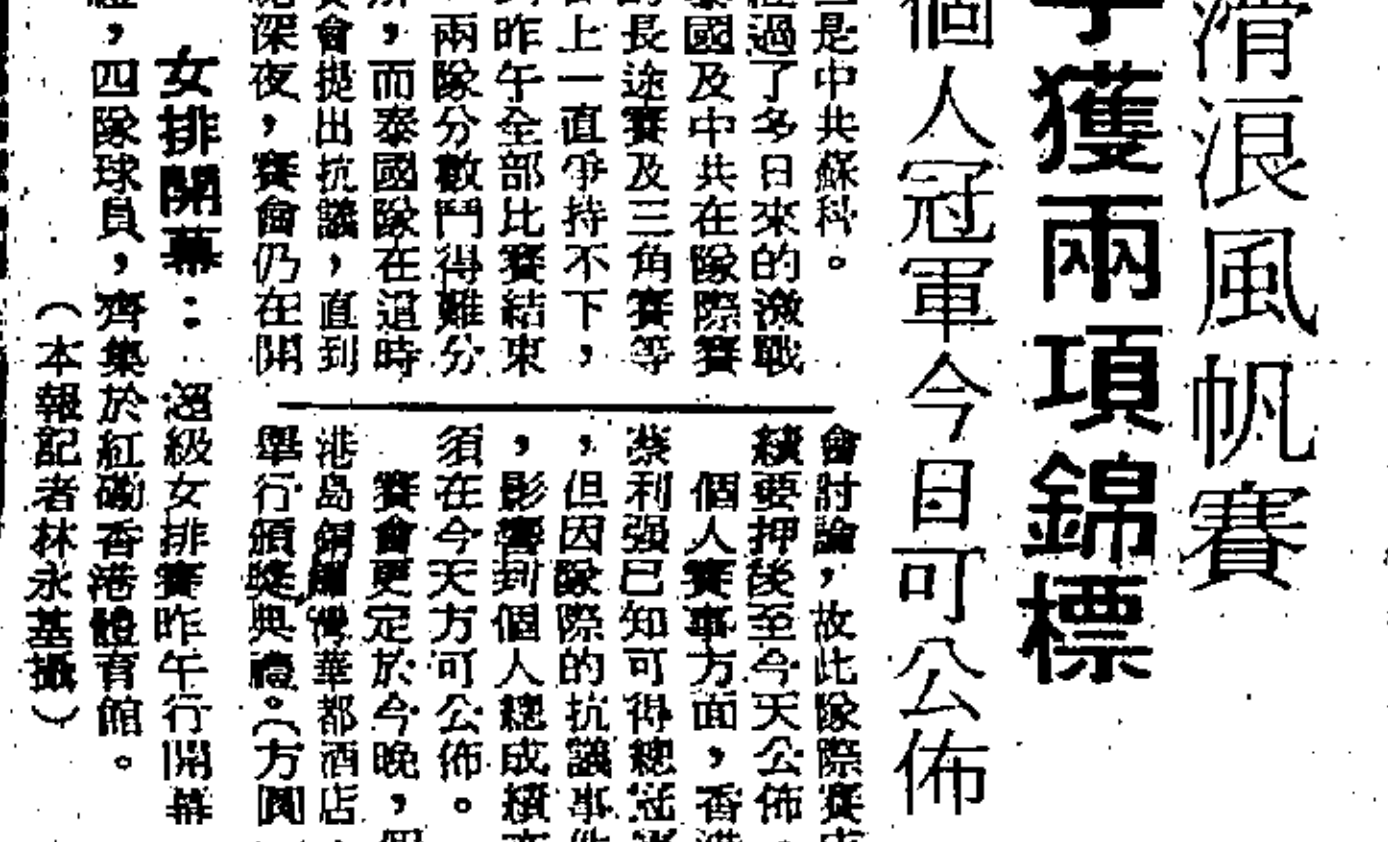 滑浪風帆賽
手獲兩項錦標
個人冠軍今日可公佈
是中共蘇科。
經過了多日來的激戰
泰國及中共在隊際賽
的長途賽及三角賽等
上一直爭持不下，
到昨午全部比賽結束
，兩隊分數鬥得難分
，而泰國隊在這時
賽會提出抗議，直到
深夜，賽會仍在開
會討論，故此隊際賽成
績要押後至今天公佈。
個人賽事方面，香港
蔡利强已知可得總冠軍
，但因隊際的抗議事件
，影響到個人總成績亦
須在今天方可公佈。
賽會更定於今晚，假
港島銅鑼灣華都酒店
舉行頒獎典禮。（方圓
女排開幕：超級女排賽昨午行開幕
，四隊球員，齊集於紅磡香港體育館。
（本報記者林永基攝）